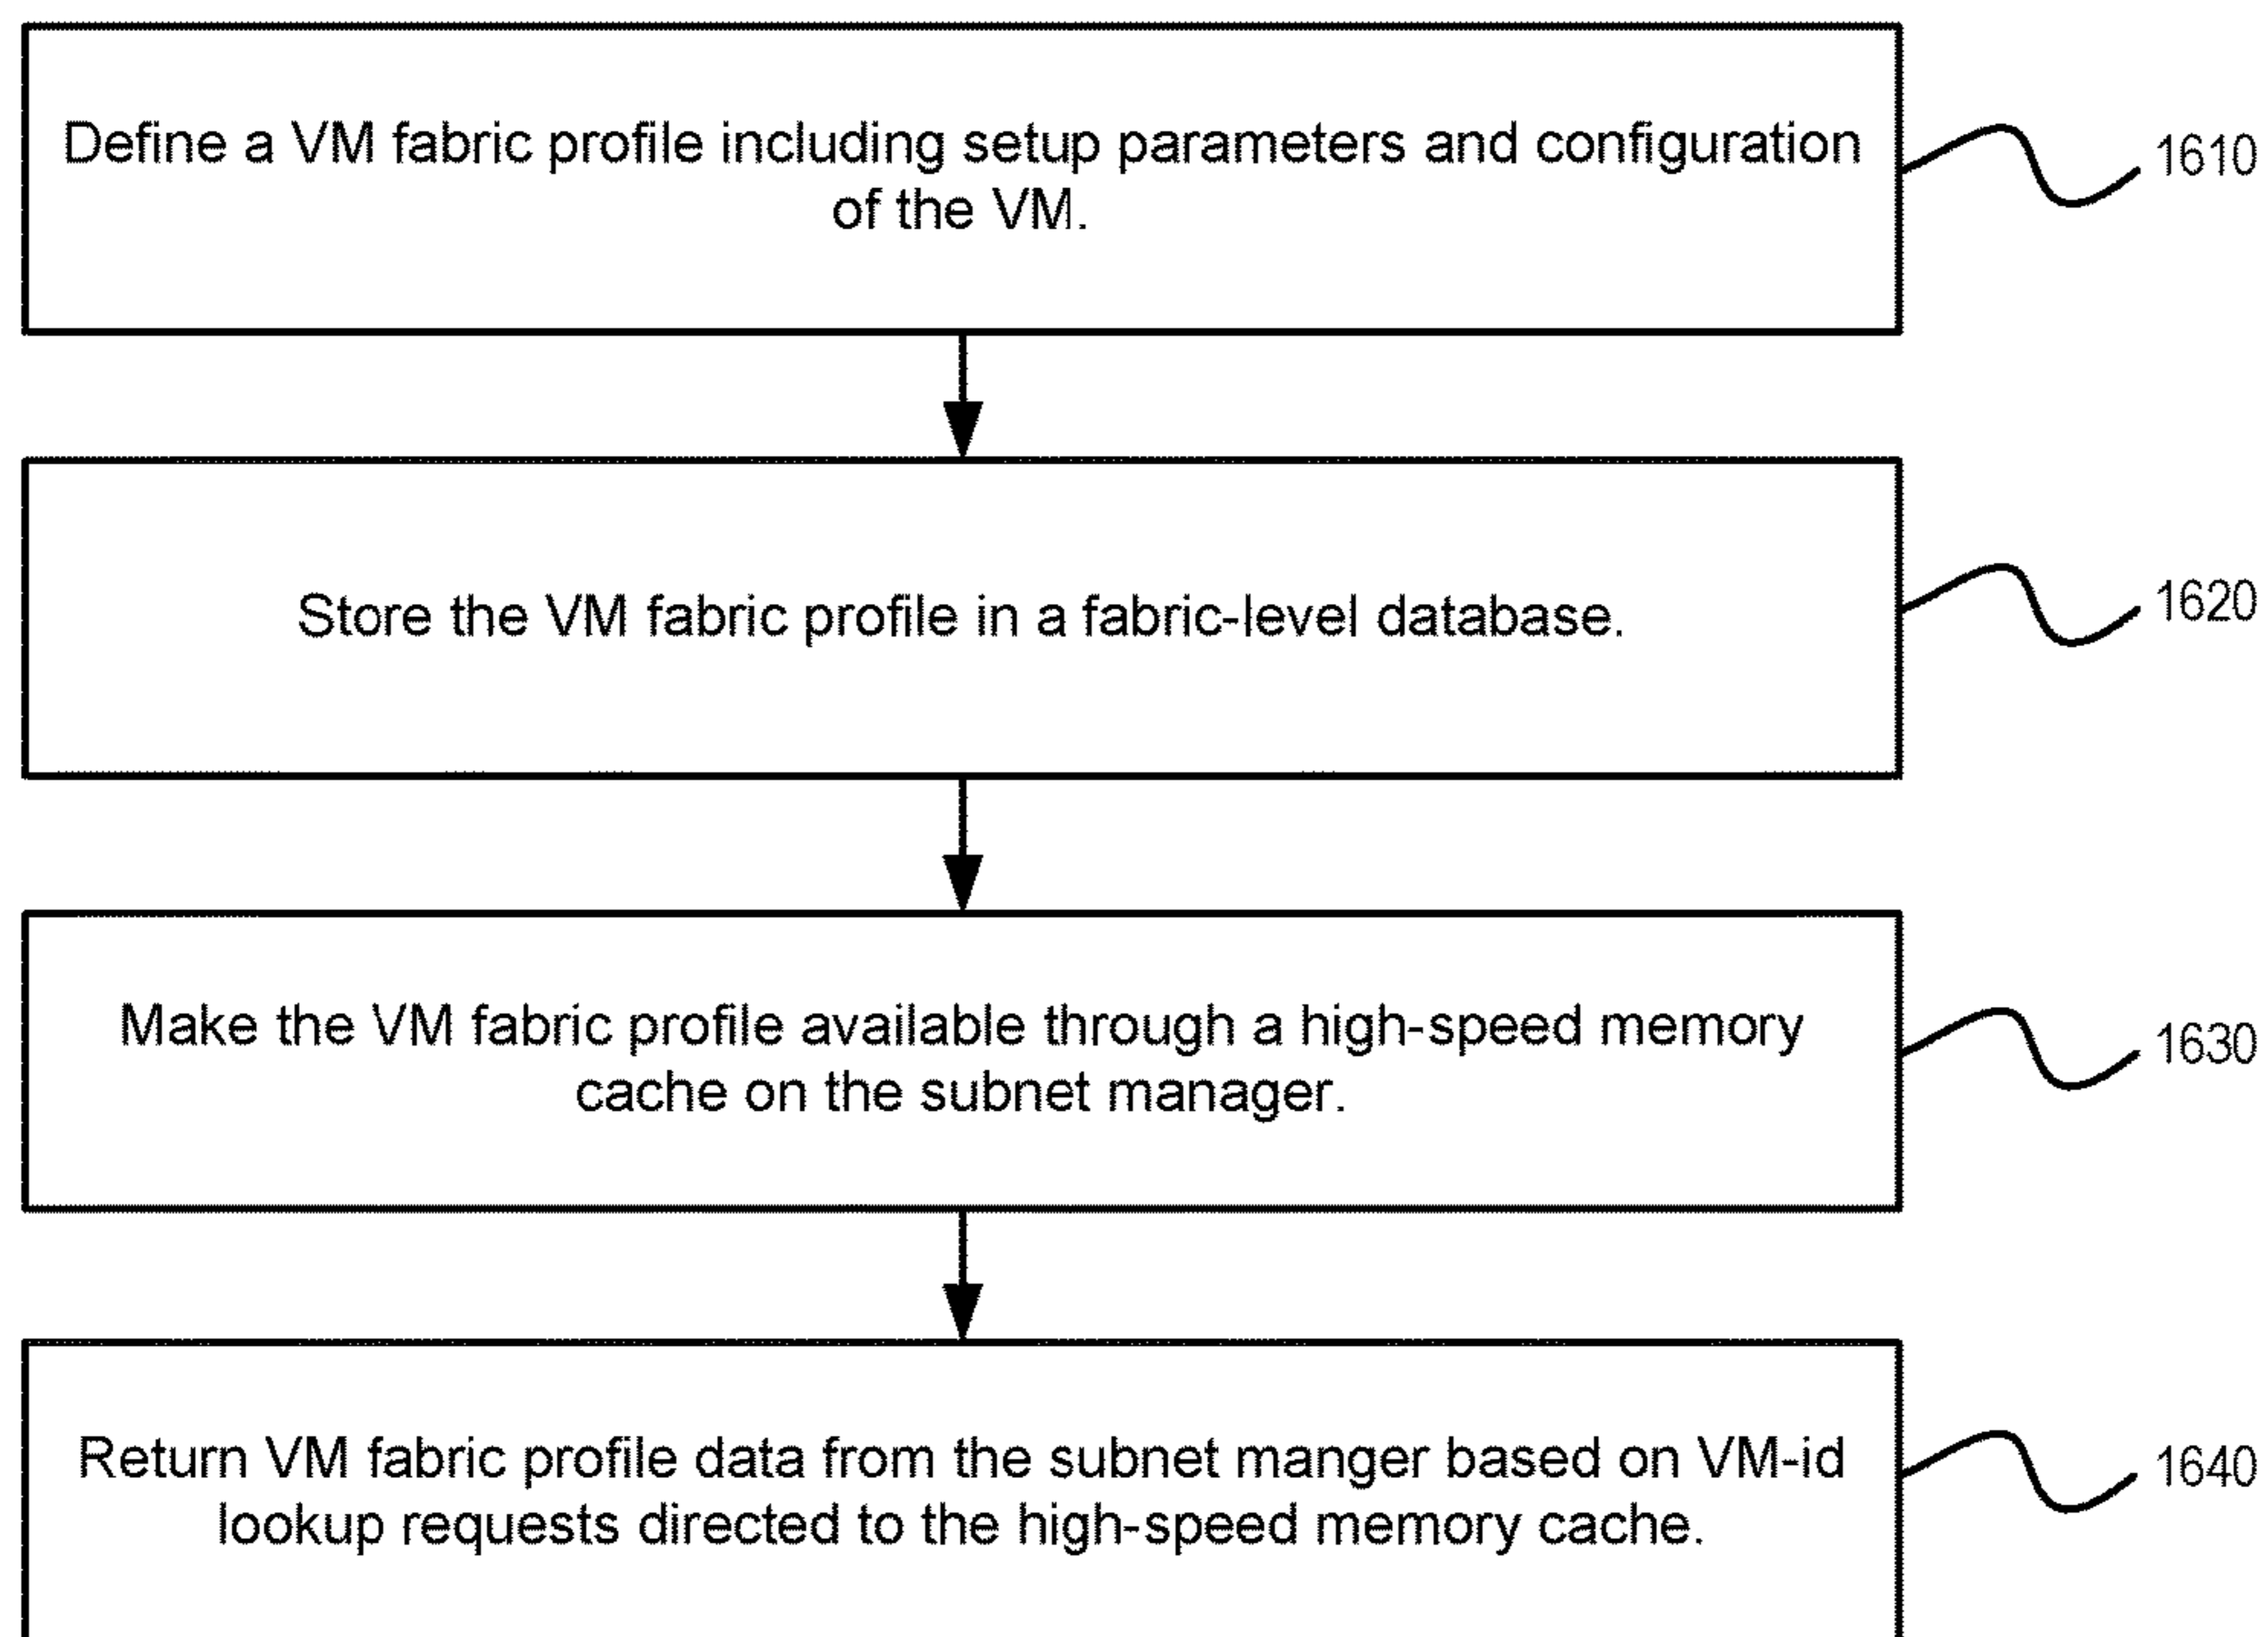 Define a VM fabric profile including setup parameters and configuration
of the VM.
1610
Store the VM fabric profile in a fabric-level database.
1620
Make the VM fabric profile available through a high-speed memory
cache on the subnet manager.
1630
Return VM fabric profile data from the subnet manger based on VM-id
lookup requests directed to the high-speed memory cache.
1640